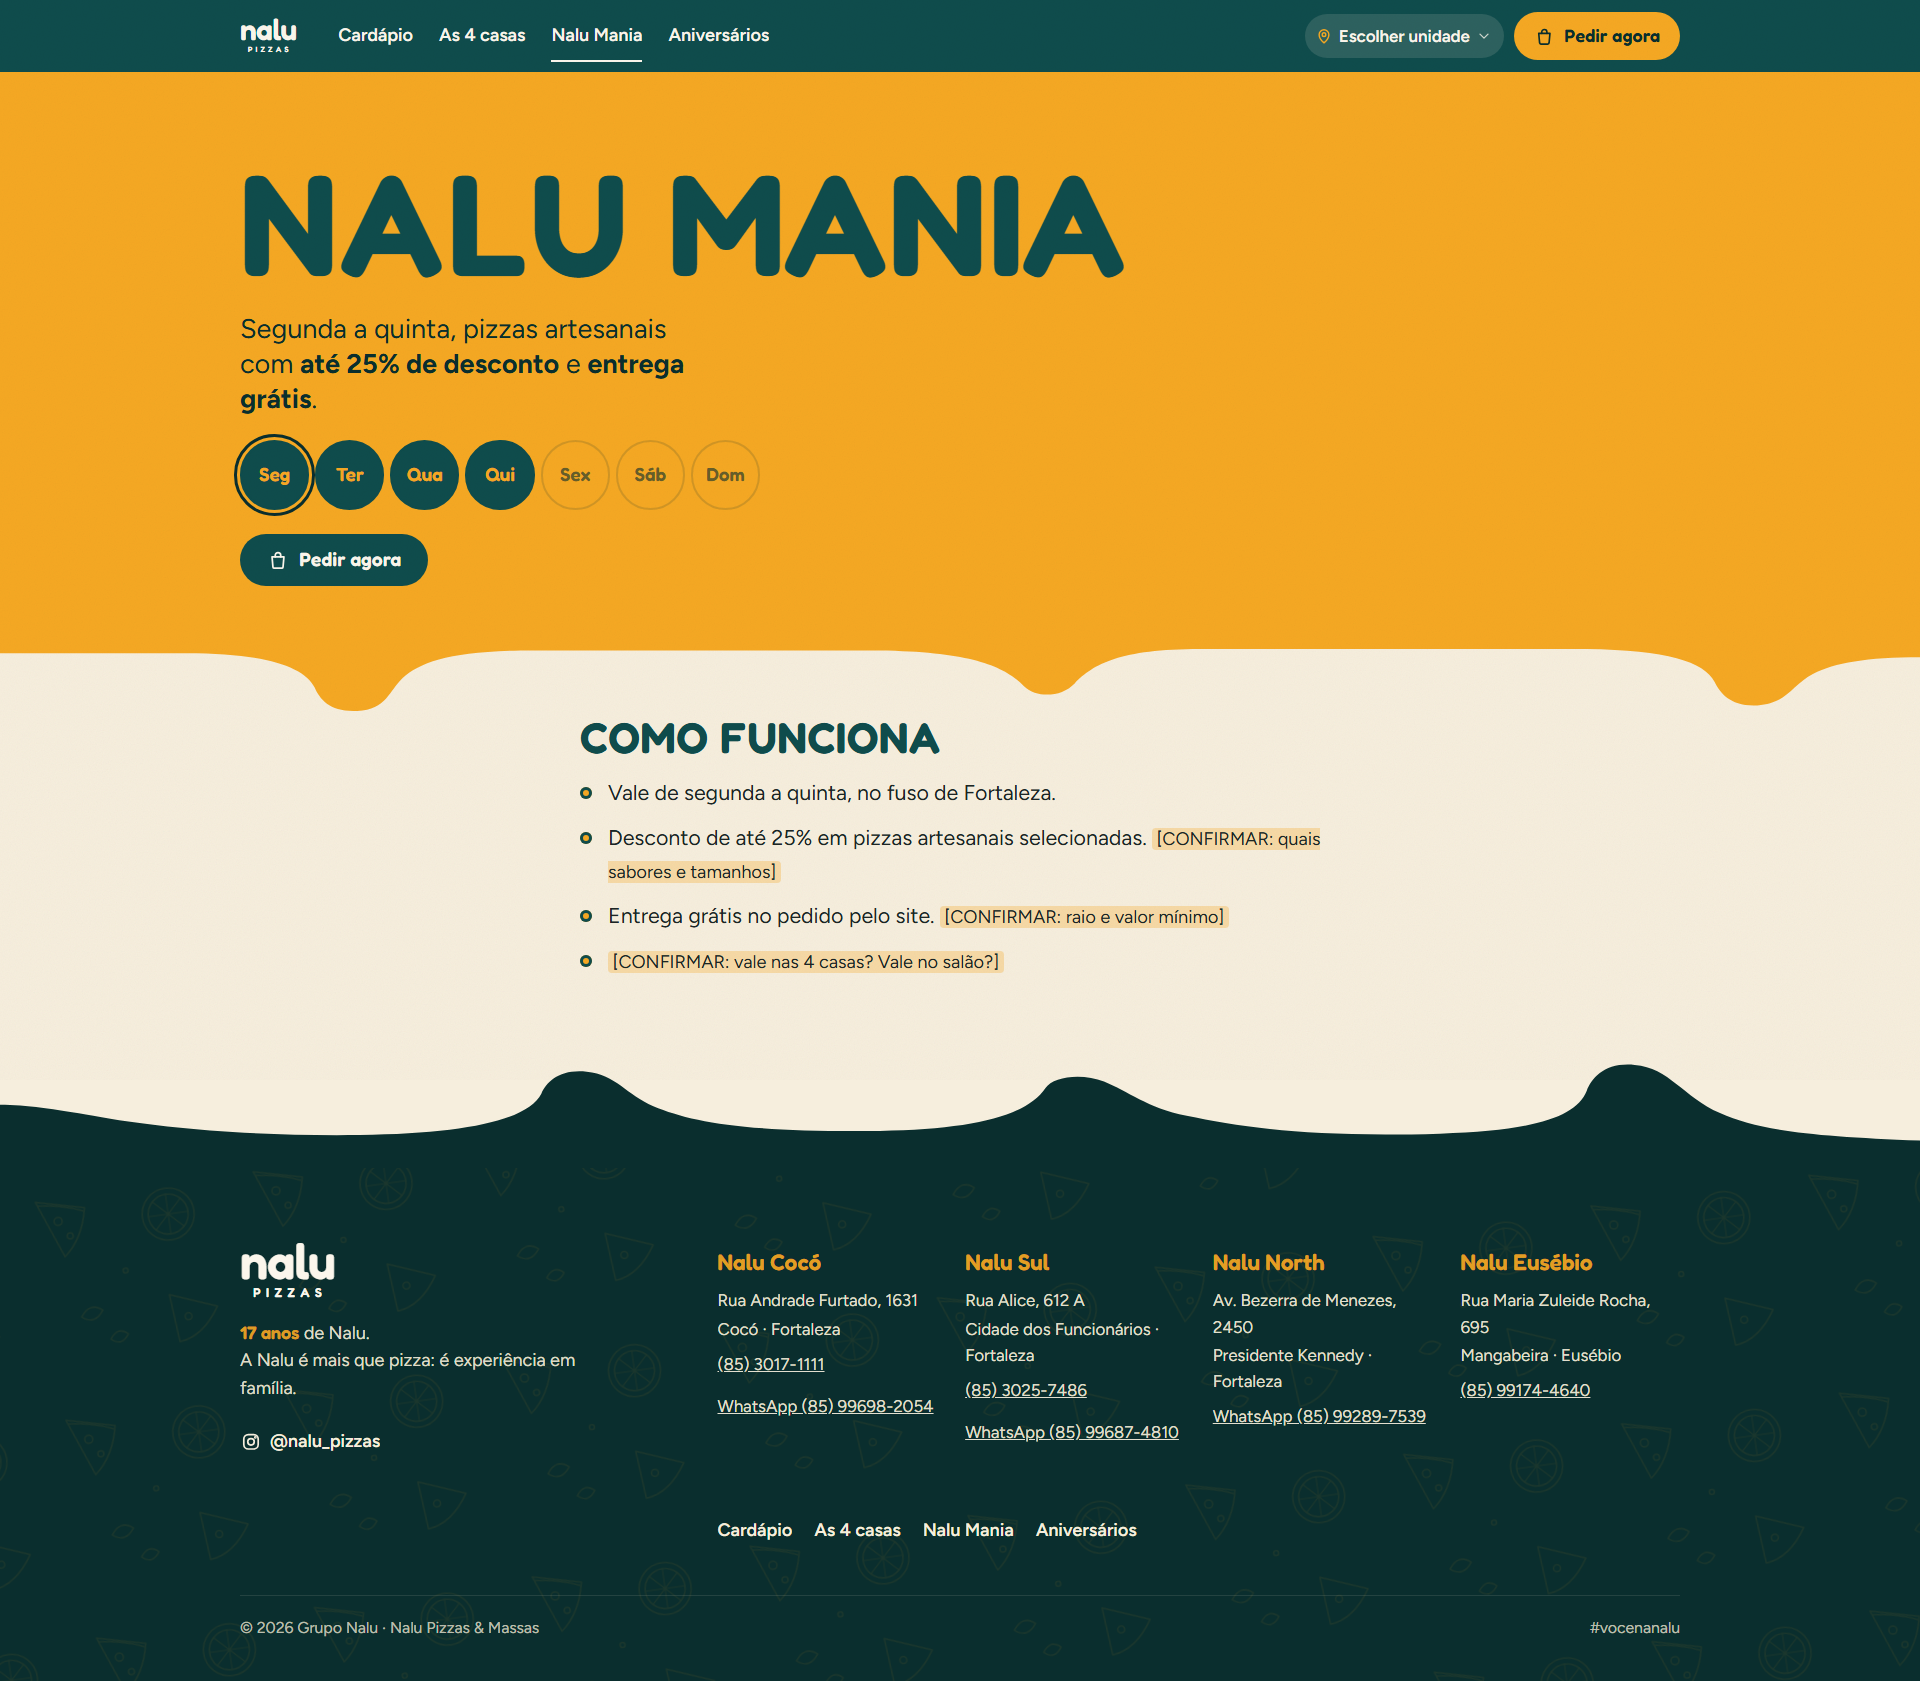 nalu
PIZZAS
Cardápio
As 4 casas
Nalu Mania
Aniversários
Escolher unidade
Pedir agora
NALU MANIA
Segunda a quinta, pizzas artesanais
com até 25% de desconto e entrega
grátis.
Seg
Ter
Qua
Qui
Sex
Sáb
Dom
Pedir agora
COMO FUNCIONA
Vale de segunda a quinta, no fuso de Fortaleza.
Desconto de até 25% em pizzas artesanais selecionadas. [CONFIRMAR: quais
sabores e tamanhos]
Entrega grátis no pedido pelo site. [CONFIRMAR: raio e valor mínimo]
[CONFIRMAR: vale nas 4 casas? Vale no salão?]
nalu
PIZZAS
17 anos de Nalu.
A Nalu é mais que pizza: é experiência em
família.
@nalu_pizzas
Nalu Cocó
Rua Andrade Furtado, 1631
Cocó · Fortaleza
(85) 3017-1111
WhatsApp (85) 99698-2054
Nalu Sul
Rua Alice, 612 A
Cidade dos Funcionários ·
Fortaleza
(85) 3025-7486
WhatsApp (85) 99687-4810
Nalu North
Av. Bezerra de Menezes,
2450
Presidente Kennedy ·
Fortaleza
WhatsApp (85) 99289-7539
Nalu Eusébio
Rua Maria Zuleide Rocha,
695
Mangabeira · Eusébio
(85) 99174-4640
Cardápio
As 4 casas
Nalu Mania
Aniversários
© 2026 Grupo Nalu · Nalu Pizzas & Massas
#vocenanalu